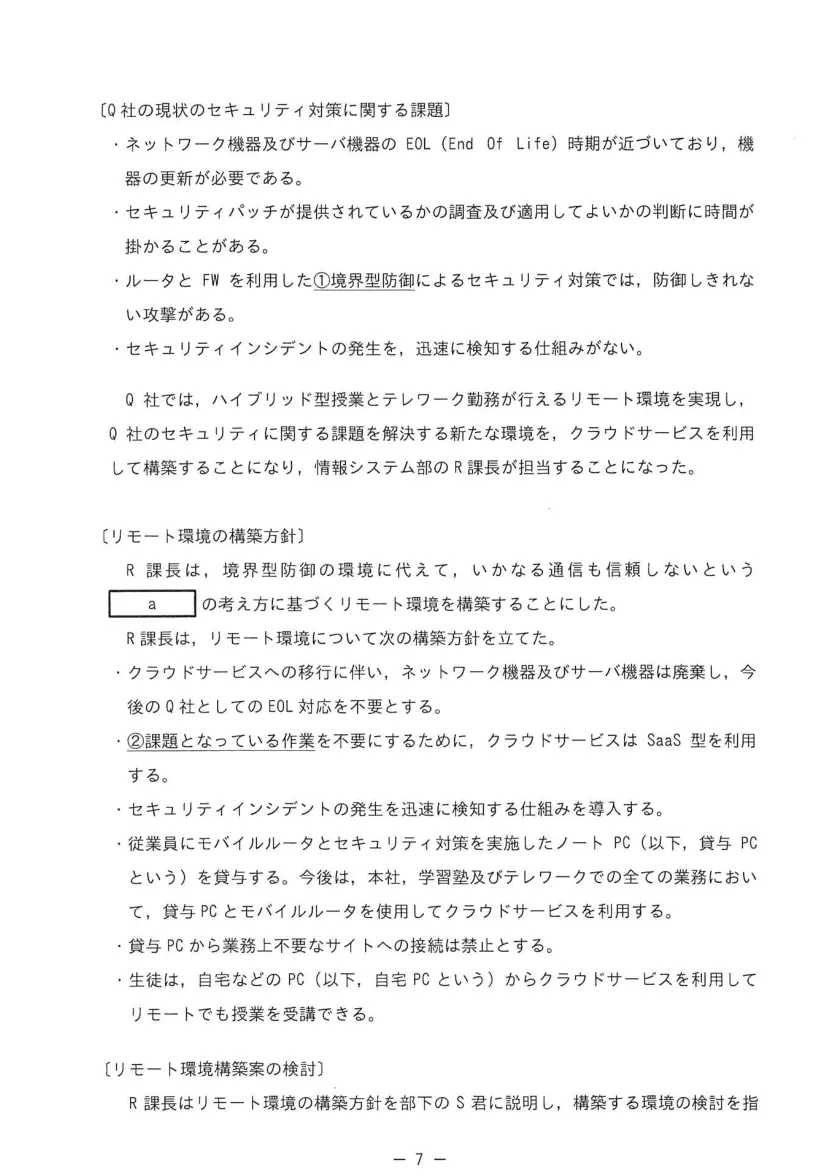 〔Q社の現状のセキュリティ対策に関する課題〕
・ネットワーク機器及びサーバ機器の EOL（End Of Life）時期が近づいており，機
器の更新が必要である。
・セキュリティパッチが提供されているかの調査及び適用してよいかの判断に時間が
掛かることがある。
・ルータと FW を利用した①境界型防御によるセキュリティ対策では，防御しきれな
い攻撃がある。
・セキュリティインシデントの発生を，迅速に検知する仕組みがない。
Q 社では，ハイブリッド型授業とテレワーク勤務が行えるリモート環境を実現し，
Q 社のセキュリティに関する課題を解決する新たな環境を，クラウドサービスを利用
して構築することになり，情報システム部のR課長が担当することになった。
〔リモート環境の構築方針〕
R 課長は，境界型防御の環境に代えて，いかなる通信も信頼しないという
a の考え方に基づくリモート環境を構築することにした。
R課長は，リモート環境について次の構築方針を立てた。
・クラウドサービスへの移行に伴い，ネットワーク機器及びサーバ機器は廃棄し，今
後のQ社としてのEOL対応を不要とする。
・②課題となっている作業を不要にするために，クラウドサービスは SaaS 型を利用
する。
・セキュリティインシデントの発生を迅速に検知する仕組みを導入する。
・従業員にモバイルルータとセキュリティ対策を実施したノート PC（以下，貸与 PC
という）を貸与する。今後は，本社，学習塾及びテレワークでの全ての業務におい
て，貸与PCとモバイルルータを使用してクラウドサービスを利用する。
・貸与PCから業務上不要なサイトへの接続は禁止とする。
・生徒は，自宅などのPC（以下，自宅PCという）からクラウドサービスを利用して
リモートでも授業を受講できる。
〔リモート環境構築案の検討〕
R 課長はリモート環境の構築方針を部下の S 君に説明し，構築する環境の検討を指
－ 7 －